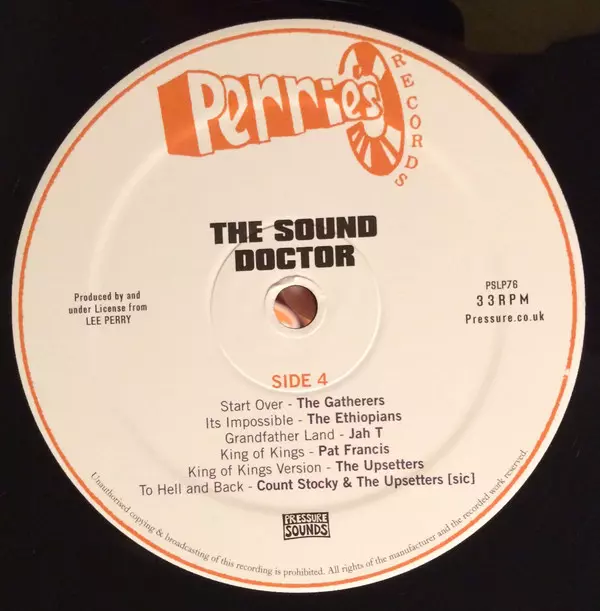 Perries
RECORDS
THE SOUND
DOCTOR
Produced by and
under License from
LEE PERRY
PSLP76
33RPM
Pressure.co.uk
SIDE 4
Start Over - The Gatherers
Its Impossible - The Ethiopians
Grandfather Land - Jah T
King of Kings - Pat Francis
King of Kings Version - The Upsetters
To Hell and Back - Count Stocky & The Upsetters [sic]
PRESSURE
SOUNDS
Unauthorised copying & broadcasting of this recording is prohibited. All rights of the manufacturer and the recorded work reserved.